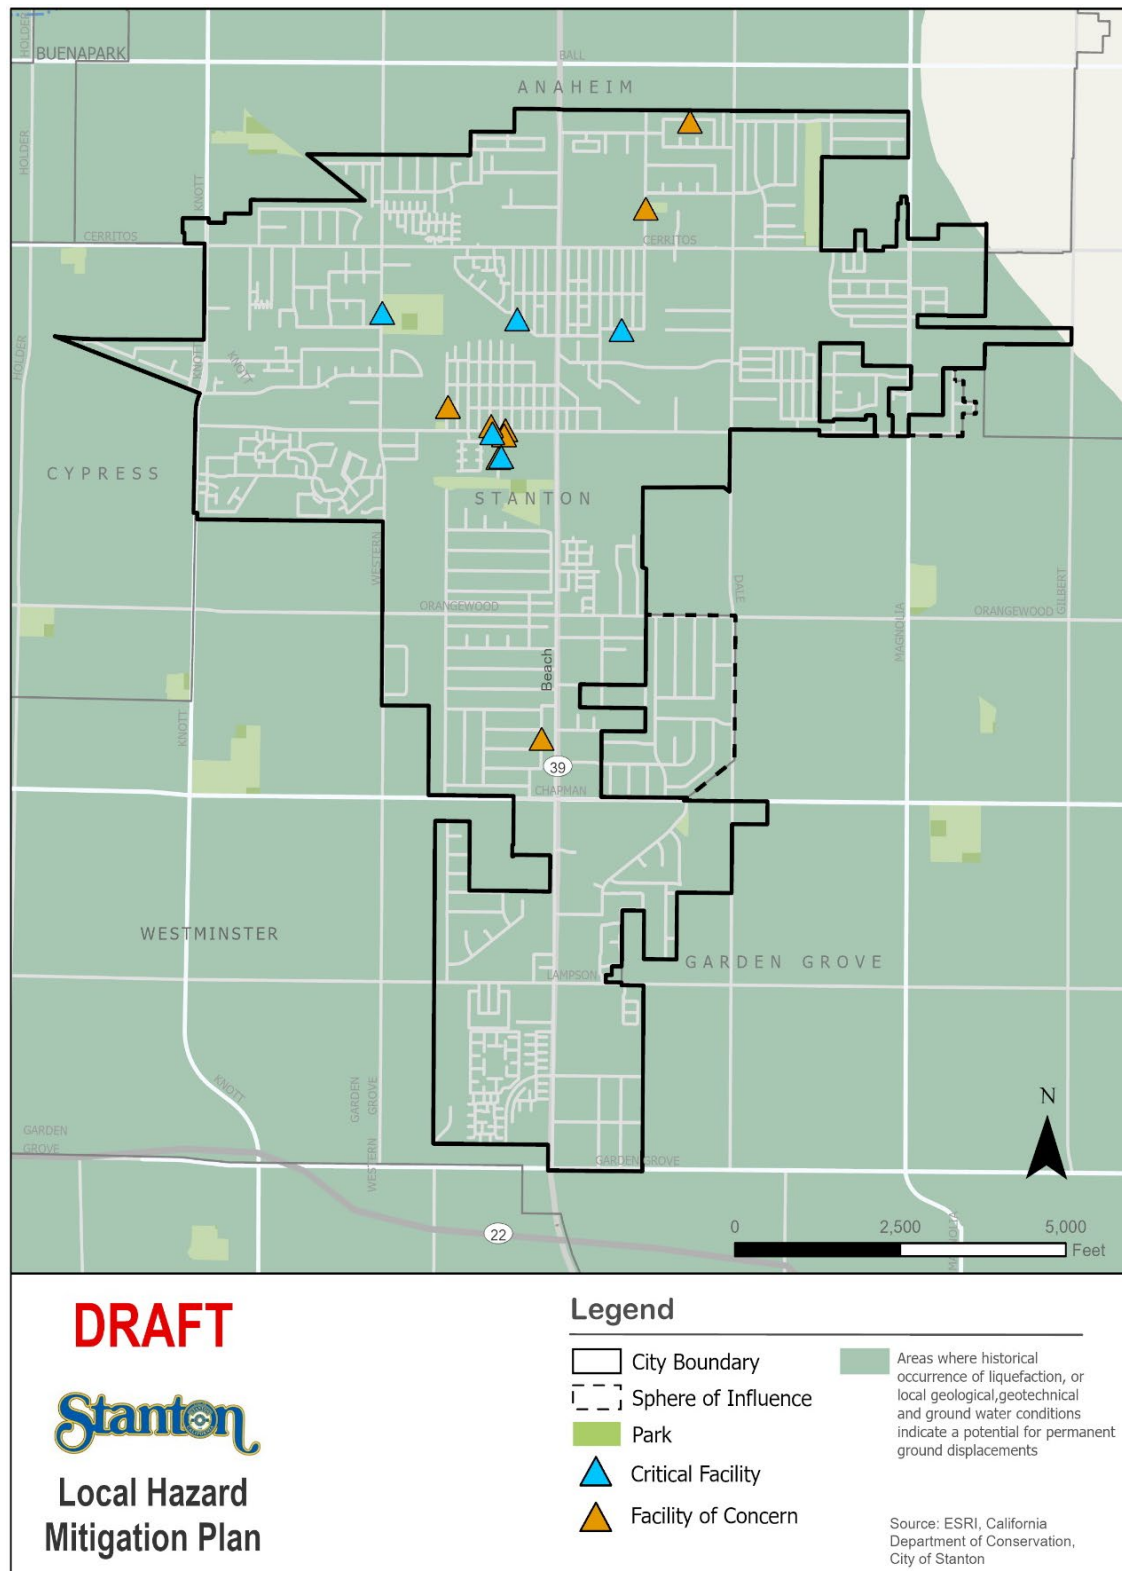 HOLDER
BUENAPARK
BALL
ANAHEIM
HOLDER
KNOTT
CERRITOS
CERRITOS
HOLDER
KNOTT
KNOTT
CYPRESS
STANTON
WESTERN
ORANGEWOOD
DALE
MAGNOLIA
ORANGEWOOD
GILBERT
Beach
KNOTT
39
CHAPMAN
WESTMINSTER
GARDEN GROVE
LAMPSON
KNOTT
GARDEN
GROVE
N
GARDEN
GROVE
WESTERN
GARDEN GROVE
22
MAGNOLIA
0
2,500
5,000
Feet
DRAFT
Stanton
Local Hazard
Mitigation Plan
Legend
City Boundary
Sphere of Influence
Park
Critical Facility
Facility of Concern
Areas where historical
occurrence of liquefaction, or
local geological,geotechnical
and ground water conditions
indicate a potential for permanent
ground displacements
Source: ESRI, California
Department of Conservation,
City of Stanton